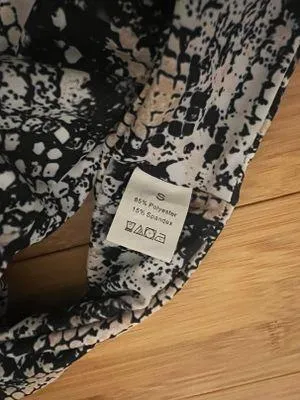 S
85% Polyester
15% Spandex